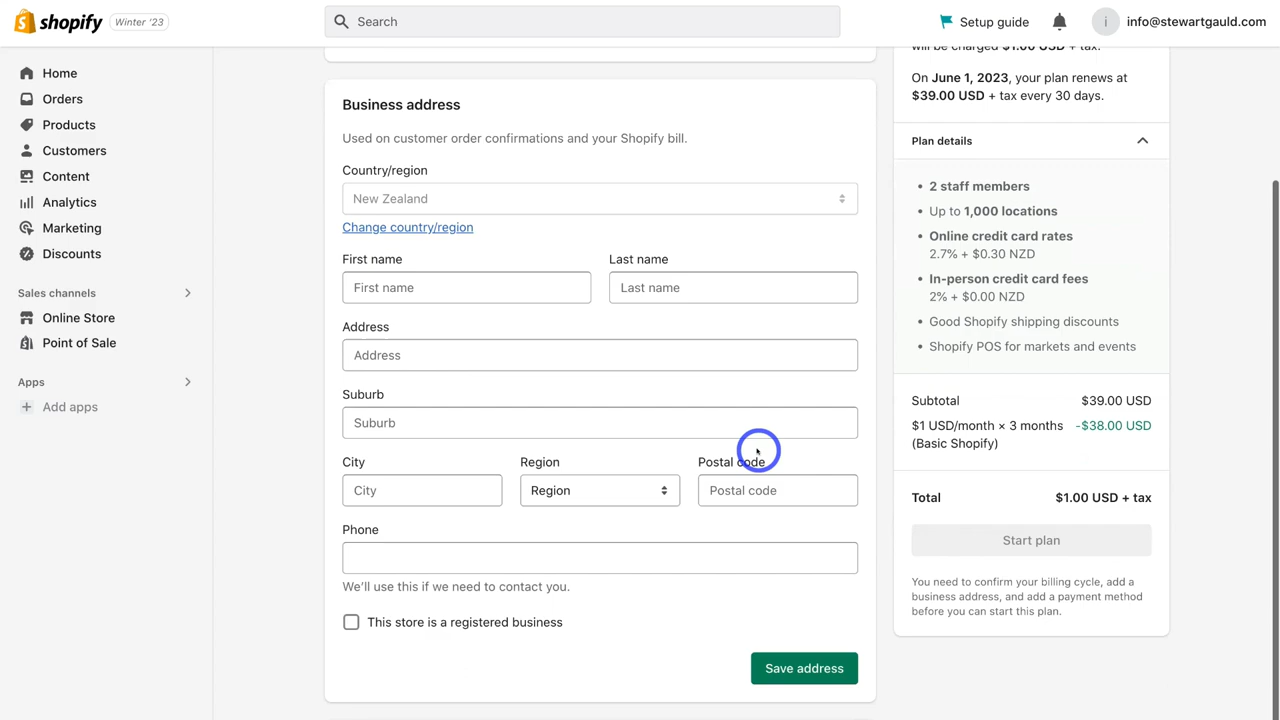 shopify
Winter '23
Search
Setup guide
i
info@stewartgauld.com
Home
Orders
Products
Customers
Content
Analytics
Marketing
Discounts
Sales channels
Online Store
Point of Sale
Apps
Add apps
Business address
Used on customer order confirmations and your Shopify bill.
Country/region
New Zealand
Change country/region
First name
Last name
First name
Last name
Address
Address
Suburb
Suburb
City
Region
Postal code
City
Region
Postal code
Phone
We'll use this if we need to contact you.
This store is a registered business
Save address
will be charged $1.00 USD + tax.
On June 1, 2023, your plan renews at
$39.00 USD + tax every 30 days.
Plan details
• 2 staff members
• Up to 1,000 locations
• Online credit card rates
2.7% + $0.30 NZD
• In-person credit card fees
2% + $0.00 NZD
• Good Shopify shipping discounts
• Shopify POS for markets and events
Subtotal $39.00 USD
$1 USD/month × 3 months -$38.00 USD
(Basic Shopify)
Total $1.00 USD + tax
Start plan
You need to confirm your billing cycle, add a
business address, and add a payment method
before you can start this plan.